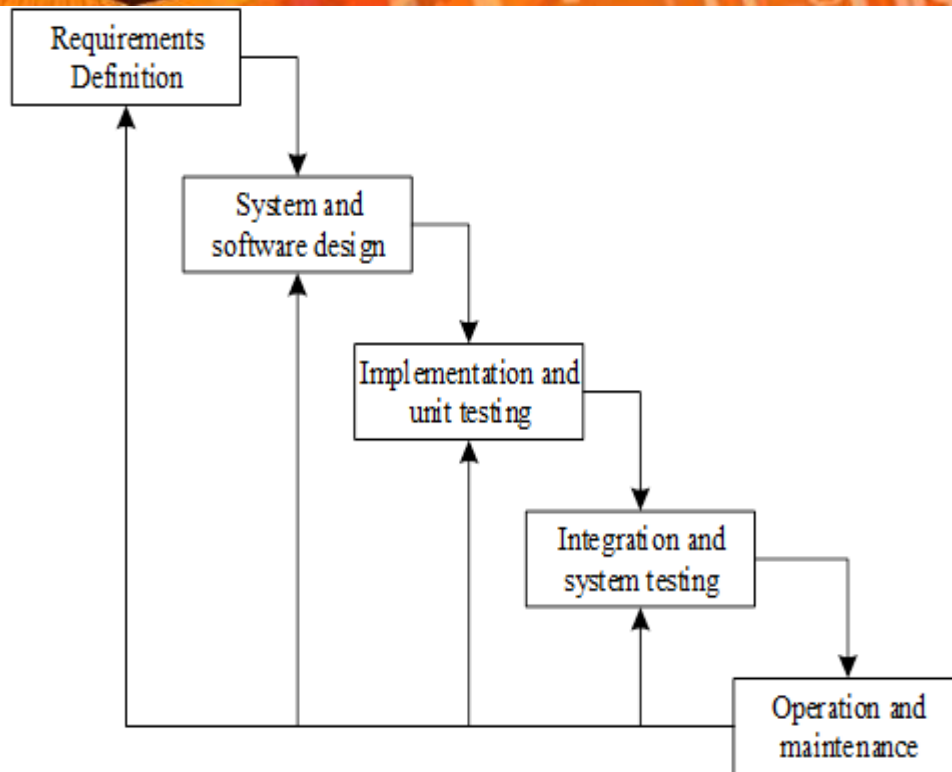 Requirements
Definition
System and
software design
Implementation and
unit testing
Integration and
system testing
Operation and
maintenance